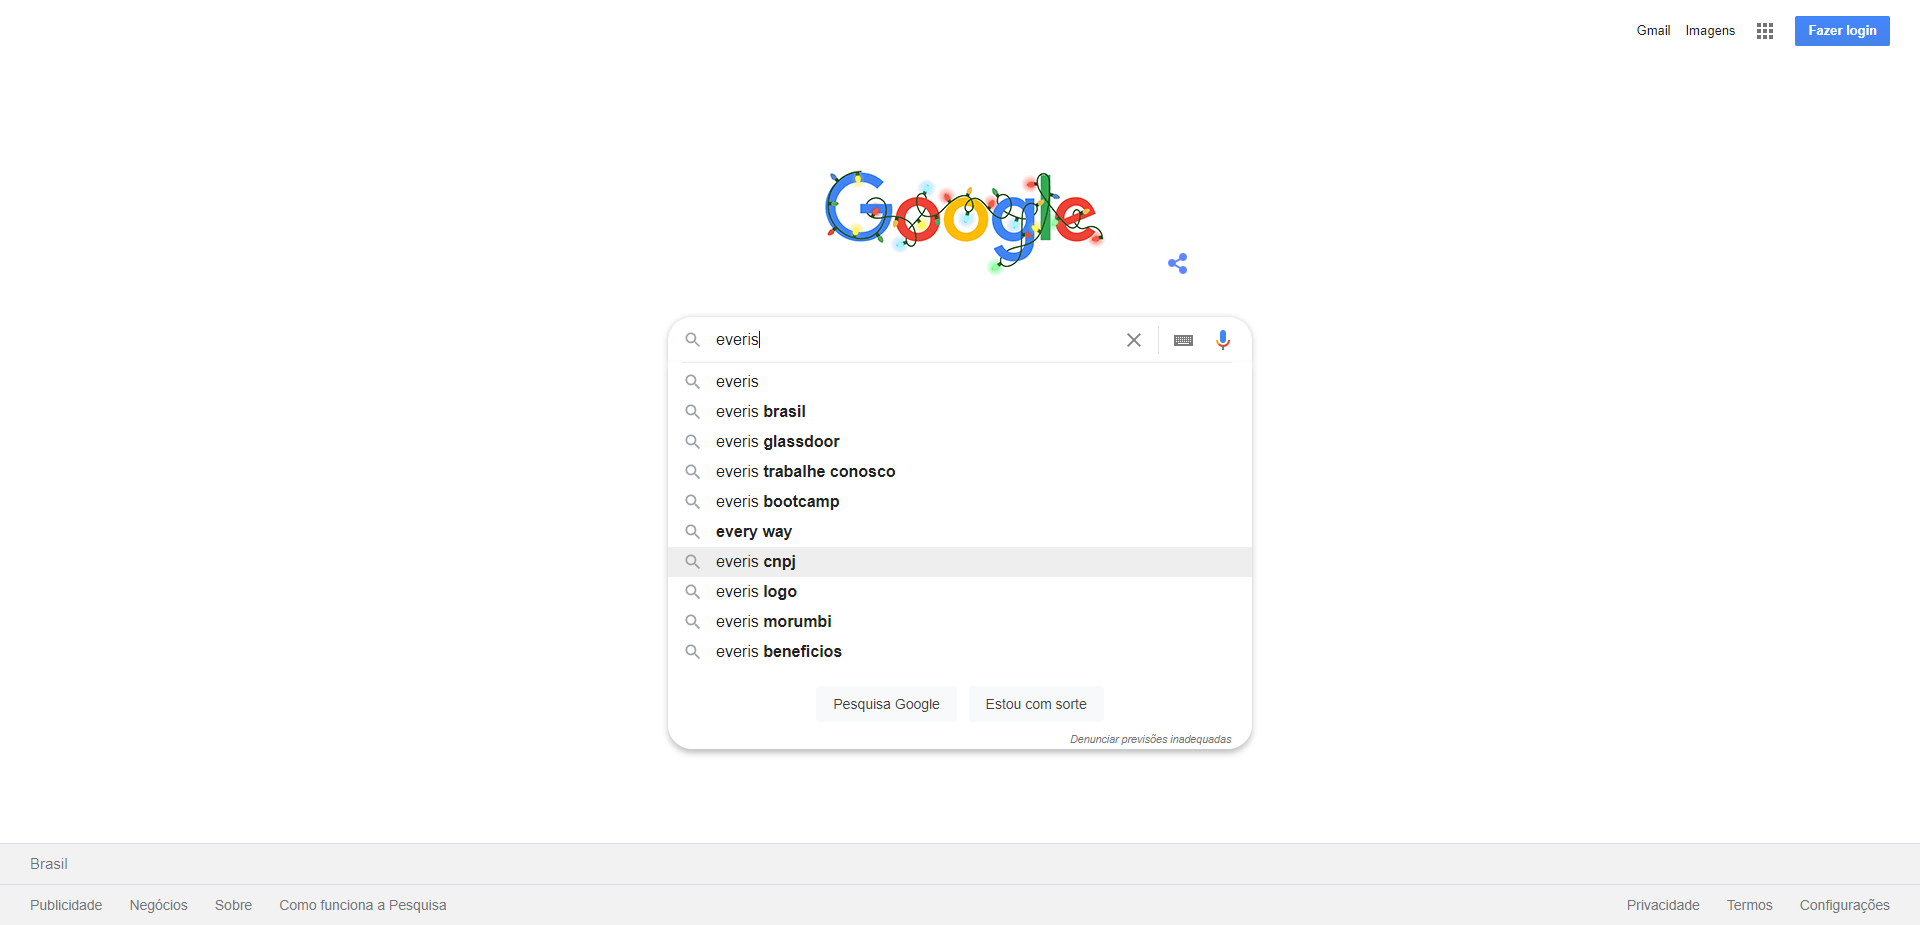 Gmail Imagens Fazer login
Google
everis
everis
everis brasil
everis glassdoor
everis trabalhe conosco
everis bootcamp
every way
everis cnpj
everis logo
everis morumbi
everis beneficios
Pesquisa Google Estou com sorte
Denunciar previsões inadequadas
Brasil
Publicidade Negócios Sobre Como funciona a Pesquisa Privacidade Termos Configurações